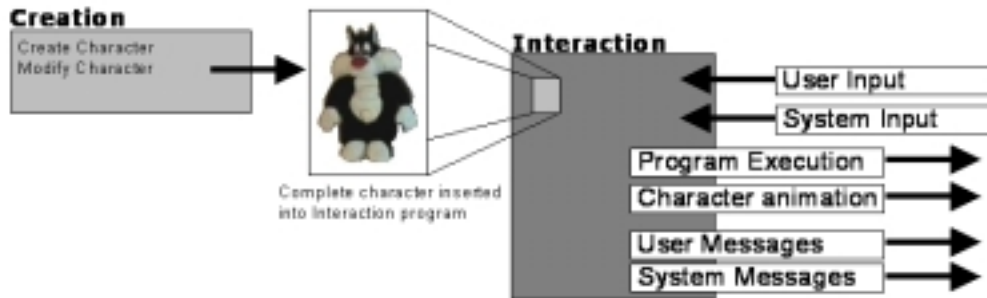 Creation
Create Character
Modify Character
Complete character inserted
into Interaction program
Interaction
User Input
System Input
Program Execution
Character animation
User Messages
System Messages